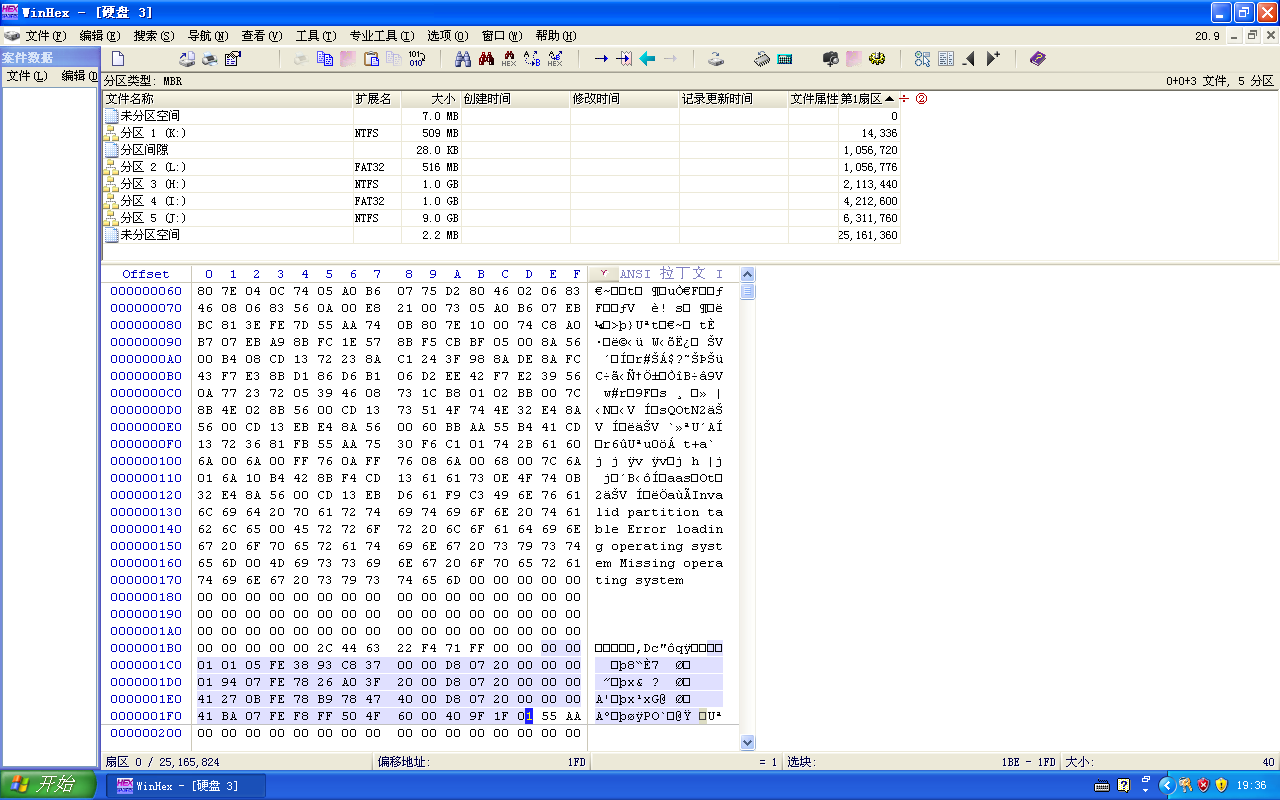 WinHex - [硬盘 3]
文件(F) 编辑(E) 搜索(S) 导航(N) 查看(V) 工具(T) 专业工具(I) 选项(O) 窗口(W) 帮助(H) 20.9
案件数据
文件(L) 编辑(D
分区类型: MBR 0+0+3 文件, 5 分区
文件名称 扩展名 大小 创建时间 修改时间 记录更新时间 文件属性 第1扇区 ②
未分区空间 7.0 MB 0
分区 1 (K:) NTFS 509 MB 14,336
分区间隙 28.0 KB 1,056,720
分区 2 (L:) FAT32 516 MB 1,056,776
分区 3 (H:) NTFS 1.0 GB 2,113,440
分区 4 (I:) FAT32 1.0 GB 4,212,600
分区 5 (J:) NTFS 9.0 GB 6,311,760
未分区空间 2.2 MB 25,161,360
Offset 0 1 2 3 4 5 6 7 8 9 A B C D E F ANSI 拉丁文 I
000000060 80 7E 04 0C 74 05 A0 B6 07 75 D2 80 46 02 06 83
000000070 46 08 06 83 56 0A 00 E8 21 00 73 05 A0 B6 07 EB
000000080 BC 81 3E FE 7D 55 AA 74 0B 80 7E 10 00 74 C8 A0
000000090 B7 07 EB A9 8B FC 1E 57 8B F5 CB BF 05 00 8A 56
0000000A0 00 B4 08 CD 13 72 23 8A C1 24 3F 98 8A DE 8A FC
0000000B0 43 F7 E3 8B D1 86 D6 B1 06 D2 EE 42 F7 E2 39 56
0000000C0 0A 77 23 72 05 39 46 08 73 1C B8 01 02 BB 00 7C
0000000D0 8B 4E 02 8B 56 00 CD 13 73 51 4F 74 4E 32 E4 8A
0000000E0 56 00 CD 13 EB E4 8A 56 00 60 BB AA 55 B4 41 CD
0000000F0 13 72 36 81 FB 55 AA 75 30 F6 C1 01 74 2B 61 60
000000100 6A 00 6A 00 FF 76 0A FF 76 08 6A 00 68 00 7C 6A
000000110 01 6A 10 B4 42 8B F4 CD 13 61 61 73 0E 4F 74 0B
000000120 32 E4 8A 56 00 CD 13 EB D6 61 F9 C3 49 6E 76 61 2äŠV Í ëÖaùÃInva
000000130 6C 69 64 20 70 61 72 74 69 74 69 6F 6E 20 74 61 lid partition ta
000000140 62 6C 65 00 45 72 72 6F 72 20 6C 6F 61 64 69 6E ble Error loadin
000000150 67 20 6F 70 65 72 61 74 69 6E 67 20 73 79 73 74 g operating syst
000000160 65 6D 00 4D 69 73 73 69 6E 67 20 6F 70 65 72 61 em Missing opera
000000170 74 69 6E 67 20 73 79 73 74 65 6D 00 00 00 00 00 ting system
000000180 00 00 00 00 00 00 00 00 00 00 00 00 00 00 00 00
000000190 00 00 00 00 00 00 00 00 00 00 00 00 00 00 00 00
0000001A0 00 00 00 00 00 00 00 00 00 00 00 00 00 00 00 00
0000001B0 00 00 00 00 00 2C 44 63 22 F4 71 FF 00 00 00 00
0000001C0 01 01 05 FE 38 93 C8 37 00 00 D8 07 20 00 00 00
0000001D0 01 94 07 FE 78 26 A0 3F 20 00 D8 07 20 00 00 00
0000001E0 41 27 0B FE 78 B9 78 47 40 00 D8 07 20 00 00 00
0000001F0 41 BA 07 FE F8 FF 50 4F 60 00 40 9F 1F 01 55 AA
000000200 00 00 00 00 00 00 00 00 00 00 00 00 00 00 00 00
扇区 0 / 25,165,824 偏移地址: 1FD = 1 选块: 1BE - 1FD 大小: 40
开始 WinHex - [硬盘 3] 19:36